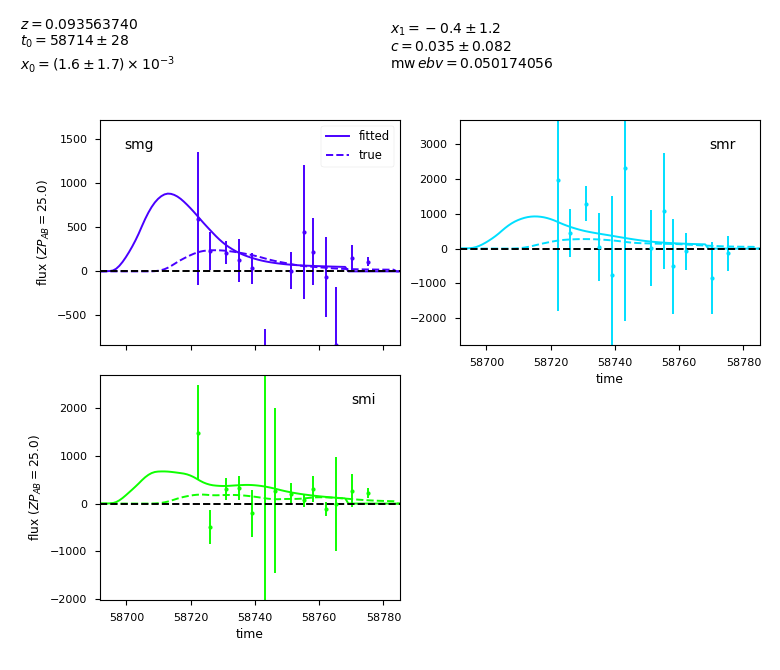 z = 0.093563740
t₀ = 58714 ± 28
x₀ = (1.6 ± 1.7) × 10⁻³
x₁ = −0.4 ± 1.2
c = 0.035 ± 0.082
mw ebv = 0.050174056
smg
fitted
true
1500
1000
500
0
−500
flux (ZP_AB = 25.0)
smr
3000
2000
1000
0
−1000
−2000
58700 58720 58740 58760 58780
time
smi
2000
1000
0
−1000
−2000
flux (ZP_AB = 25.0)
58700 58720 58740 58760 58780
time